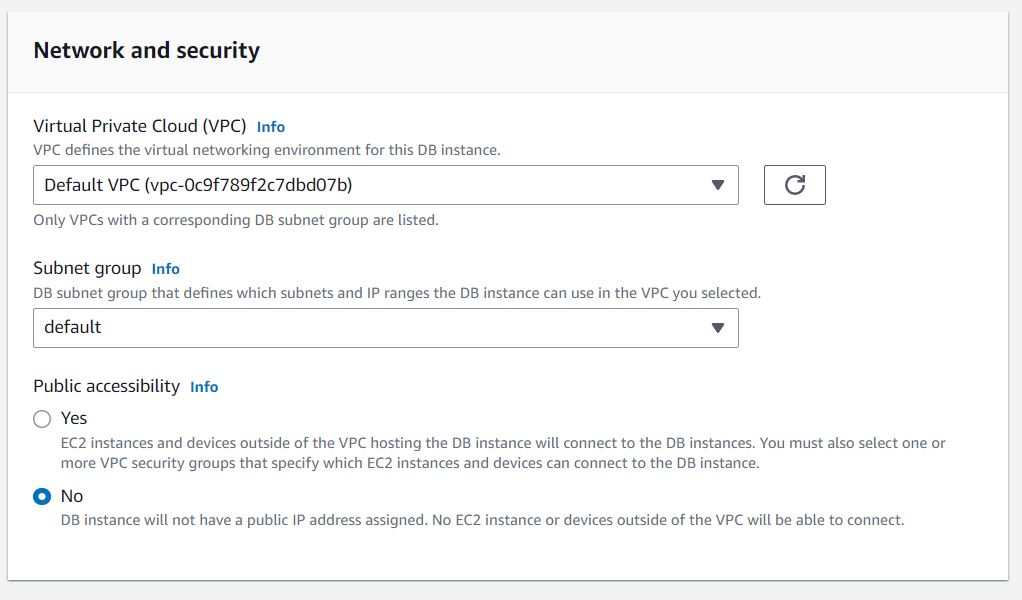 Network and security
Virtual Private Cloud (VPC) Info
VPC defines the virtual networking environment for this DB instance.
Default VPC (vpc-0c9f789f2c7dbd07b)
Only VPCs with a corresponding DB subnet group are listed.
Subnet group Info
DB subnet group that defines which subnets and IP ranges the DB instance can use in the VPC you selected.
default
Public accessibility Info
Yes
EC2 instances and devices outside of the VPC hosting the DB instance will connect to the DB instances. You must also select one or
more VPC security groups that specify which EC2 instances and devices can connect to the DB instance.
No
DB instance will not have a public IP address assigned. No EC2 instance or devices outside of the VPC will be able to connect.